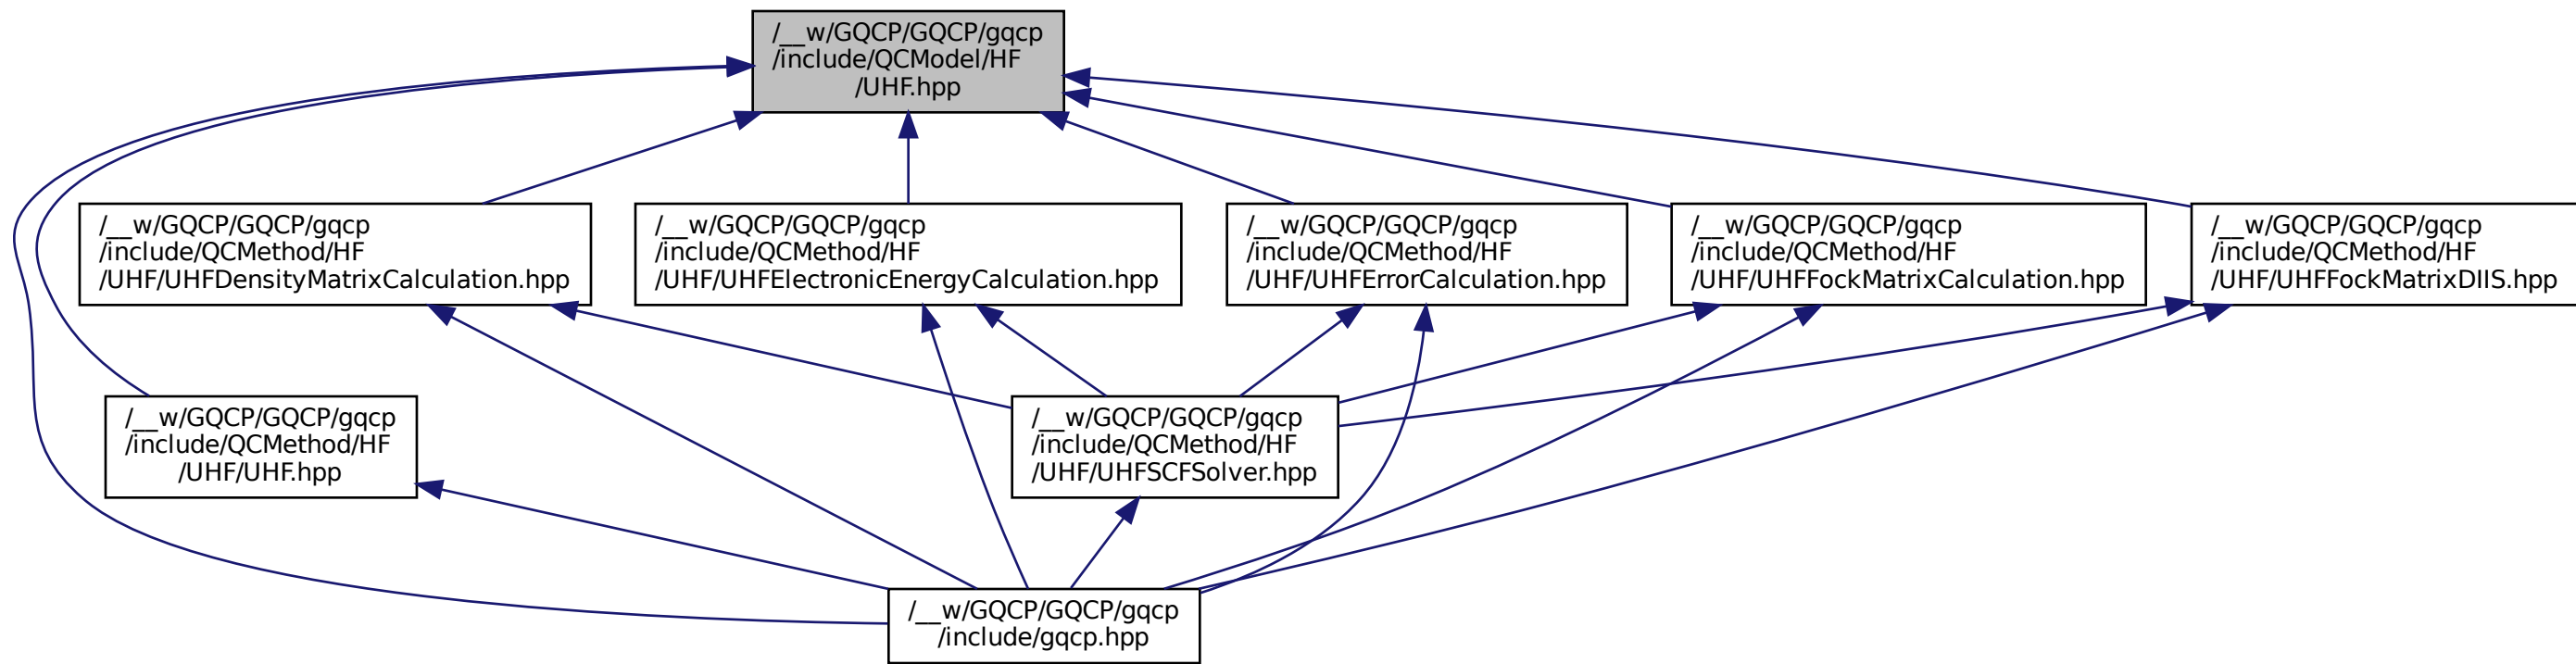 /__w/GQCP/GQCP/gqcp
/include/QCModel/HF
/UHF.hpp
/__w/GQCP/GQCP/gqcp
/include/QCMethod/HF
/UHF/UHFDensityMatrixCalculation.hpp
/__w/GQCP/GQCP/gqcp
/include/QCMethod/HF
/UHF/UHFElectronicEnergyCalculation.hpp
/__w/GQCP/GQCP/gqcp
/include/QCMethod/HF
/UHF/UHFErrorCalculation.hpp
/__w/GQCP/GQCP/gqcp
/include/QCMethod/HF
/UHF/UHFFockMatrixCalculation.hpp
/__w/GQCP/GQCP/gqcp
/include/QCMethod/HF
/UHF/UHFFockMatrixDIIS.hpp
/__w/GQCP/GQCP/gqcp
/include/QCMethod/HF
/UHF/UHF.hpp
/__w/GQCP/GQCP/gqcp
/include/QCMethod/HF
/UHF/UHFSCFSolver.hpp
/__w/GQCP/GQCP/gqcp
/include/gqcp.hpp